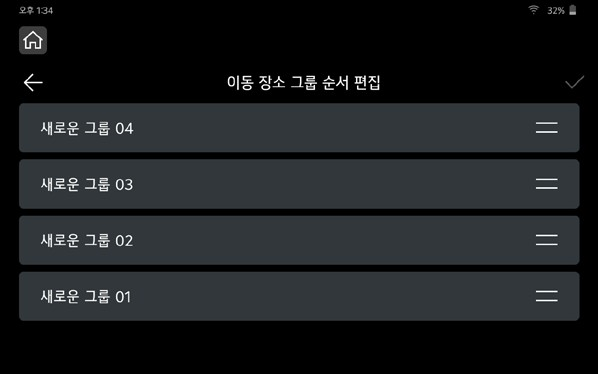 오후 1:34
32%
이동 장소 그룹 순서 편집
새로운 그룹 04
새로운 그룹 03
새로운 그룹 02
새로운 그룹 01